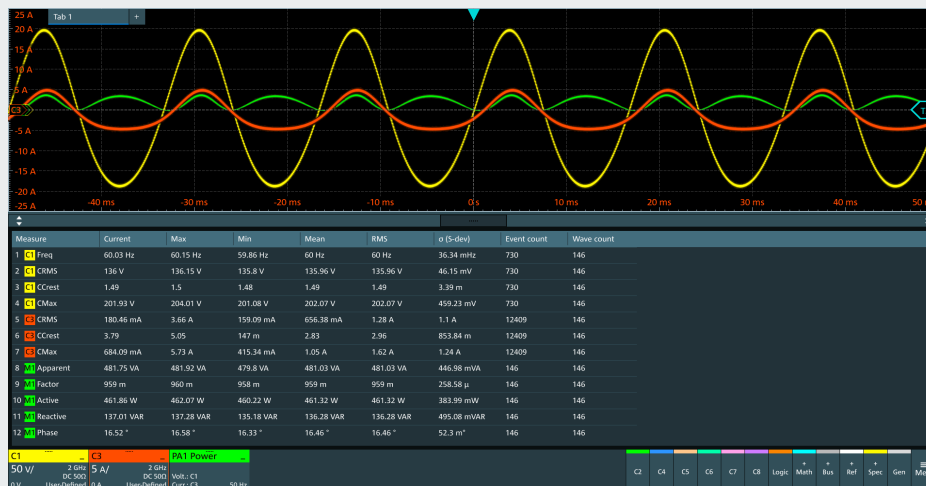 25 A
Tab 1 +
20 A
15 A
10 A
5 A
C3
T
-5 A
-10 A
-15 A
-20 A
-25 A
-40 ms -30 ms -20 ms -10 ms 0 s 10 ms 20 ms 30 ms 40 ms 50
Measure Current Max Min Mean RMS σ (S-dev) Event count Wave count
1 C1 Freq 60.03 Hz 60.15 Hz 59.86 Hz 60 Hz 60 Hz 36.34 mHz 730 146
2 C1 CRMS 136 V 136.15 V 135.8 V 135.96 V 135.96 V 46.15 mV 730 146
3 C1 CCrest 1.49 1.5 1.48 1.49 1.49 3.39 m 730 146
4 C1 CMax 201.93 V 204.01 V 201.08 V 202.07 V 202.07 V 459.23 mV 730 146
5 C3 CRMS 180.46 mA 3.66 A 159.09 mA 656.38 mA 1.28 A 1.1 A 12409 146
6 C3 CCrest 3.79 5.05 147 m 2.83 2.96 853.84 m 12409 146
7 C3 CMax 684.09 mA 5.73 A 415.34 mA 1.05 A 1.62 A 1.24 A 12409 146
8 M1 Apparent 481.75 VA 481.92 VA 479.8 VA 481.03 VA 481.03 VA 446.98 mVA 146 146
9 M1 Factor 959 m 960 m 958 m 959 m 959 m 258.58 µ 146 146
10 M1 Active 461.86 W 462.07 W 460.22 W 461.32 W 461.32 W 383.99 mW 146 146
11 M1 Reactive 137.01 VAR 137.28 VAR 135.18 VAR 136.28 VAR 136.28 VAR 495.08 mVAR 146 146
12 M1 Phase 16.52 ° 16.58 ° 16.33 ° 16.46 ° 16.46 ° 52.3 m° 146 146
C1 C3 PA1 Power
50 V/ 2 GHz 5 A/ 2 GHz
DC 50Ω DC 50Ω Volt.: C1
0 V User-Defined 0 A User-Defined Curr.: C3 50 Hz
C2 C4 C5 C6 C7 C8 Logic + Math + Bus + Ref + Spec Gen